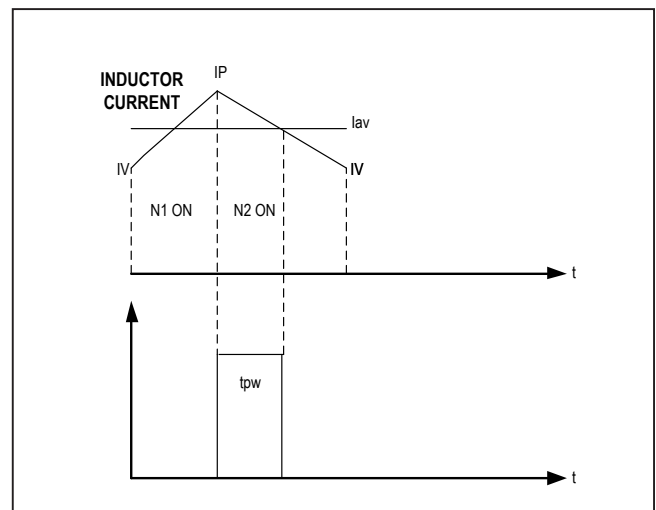 IP
INDUCTOR
CURRENT
Iav
IV
IV
N1 ON
N2 ON
t
tpw
t